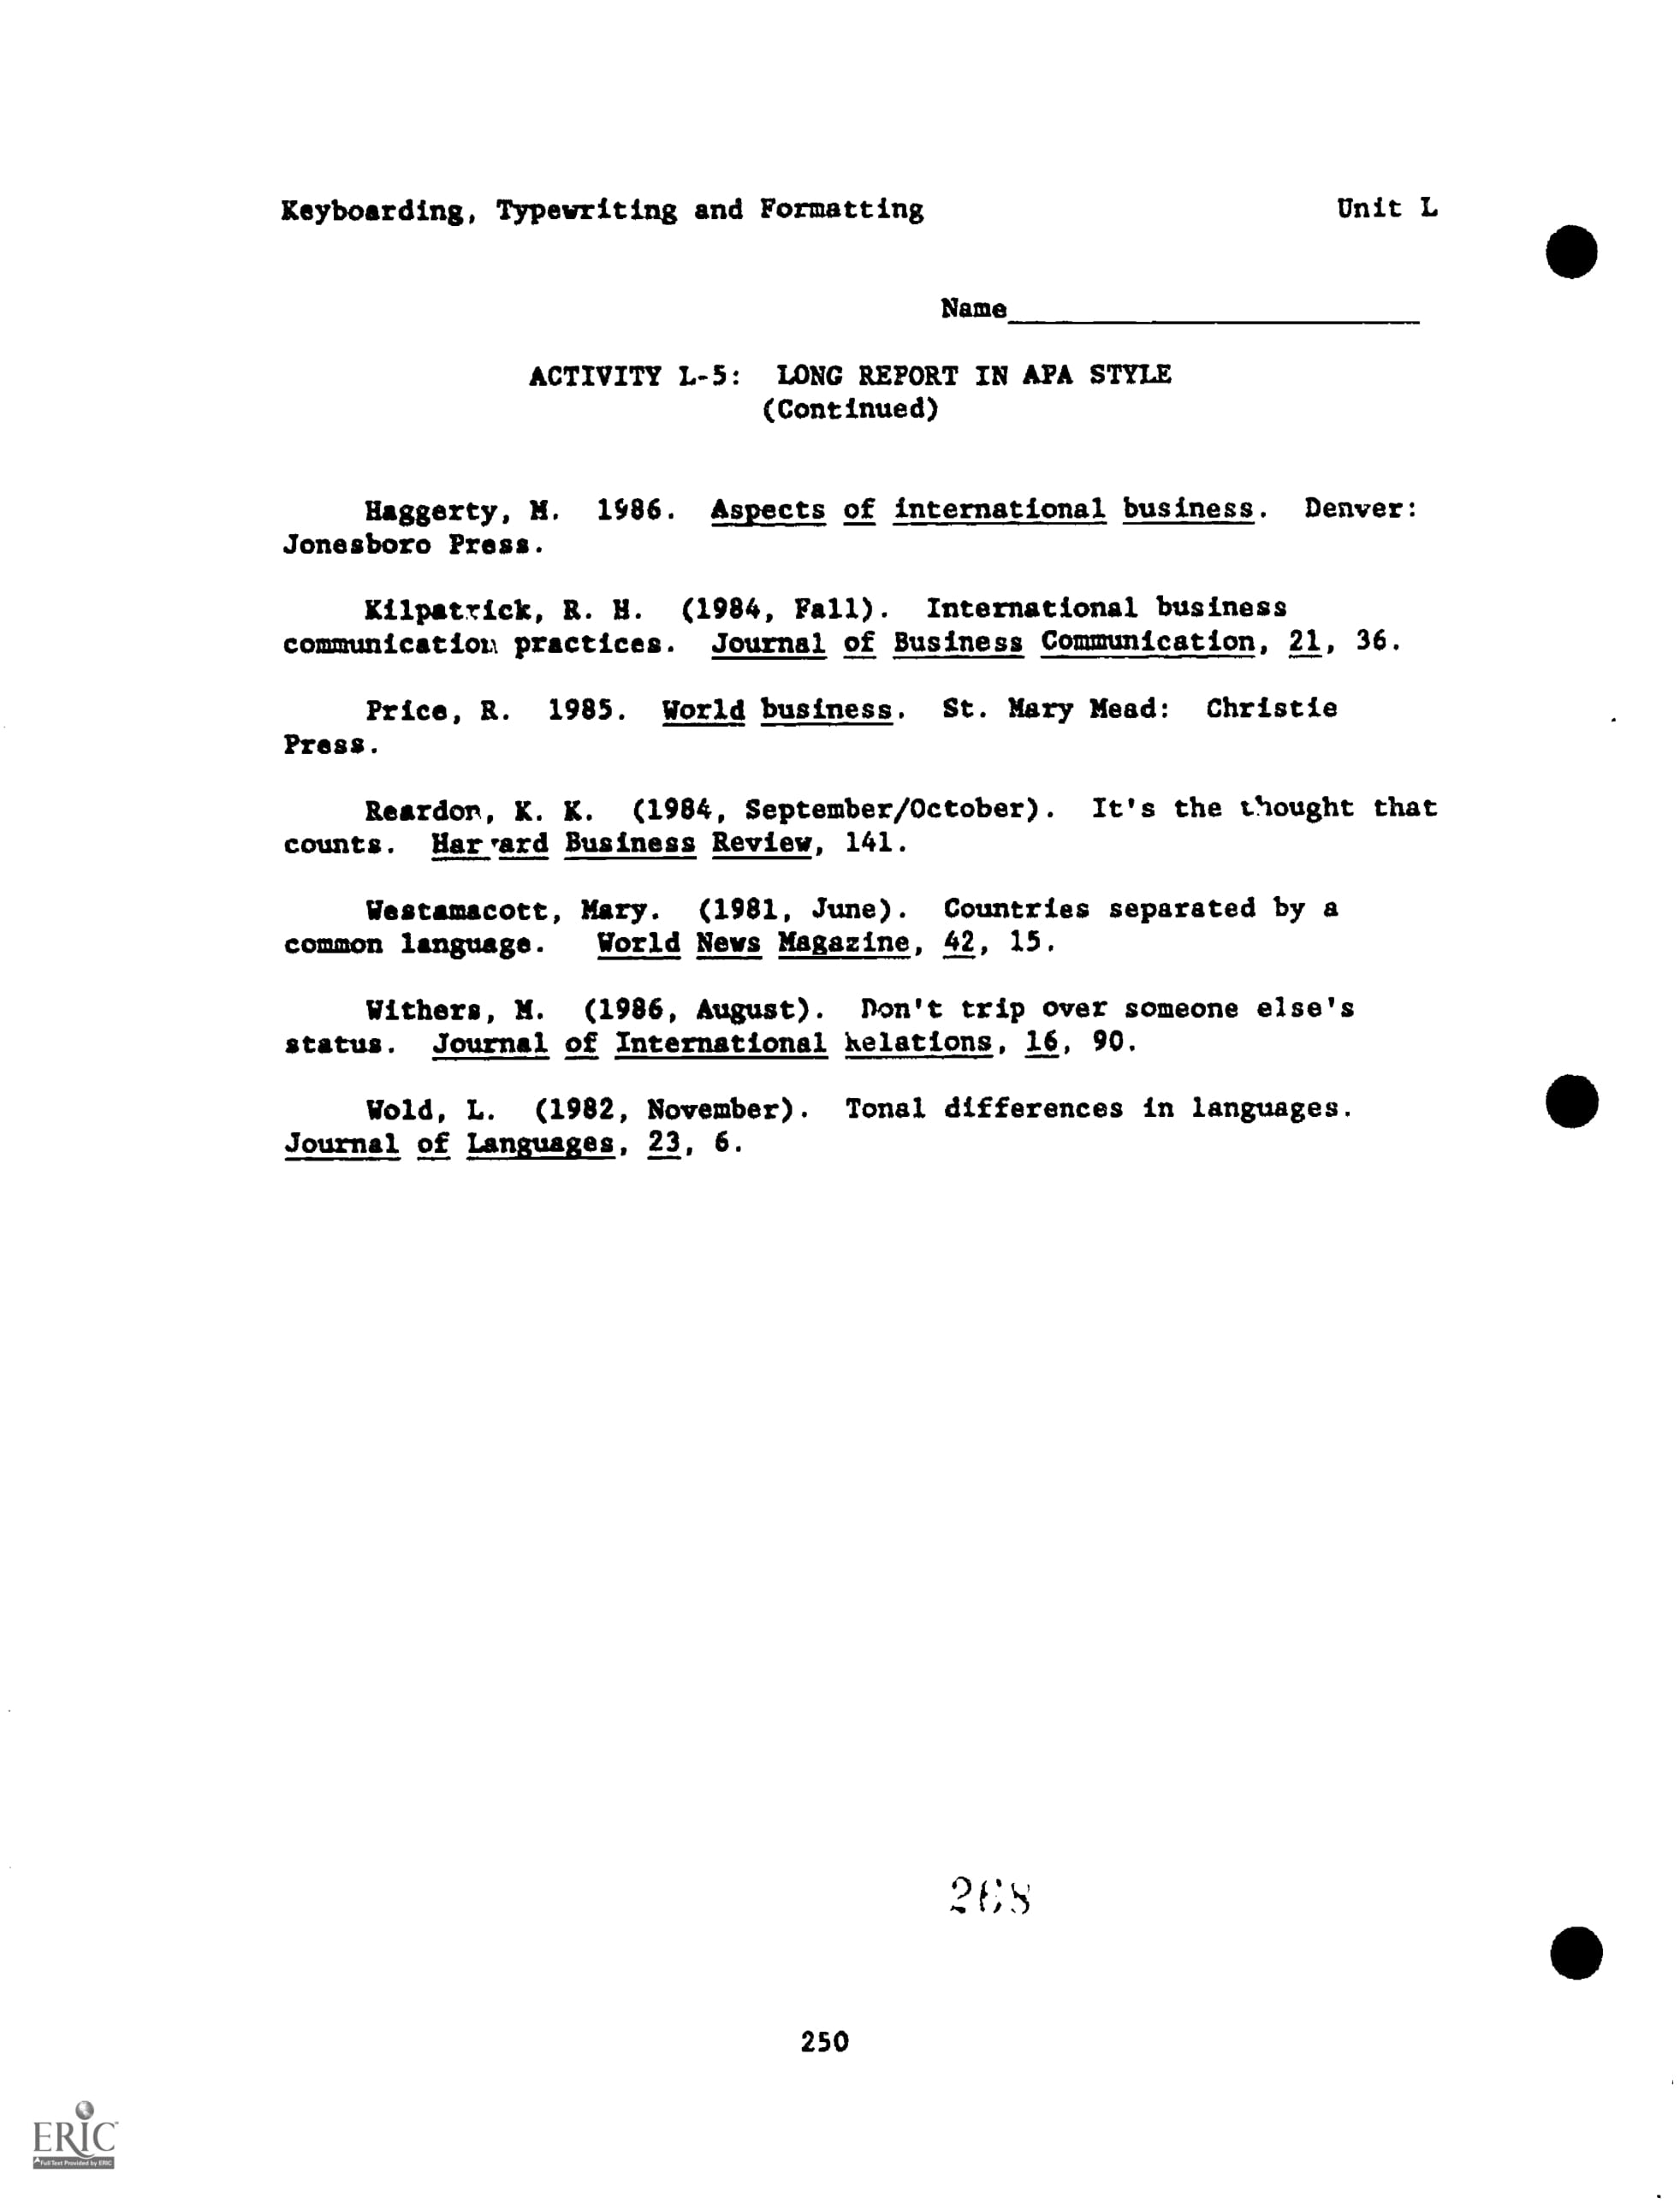 Keyboarding, Typewriting and Formatting Unit L
Name
ACTIVITY L-5: LONG REPORT IN APA STYLE
(Continued)
Haggerty, M. 1986. Aspects of international business. Denver:
Jonesboro Press.
Kilpatrick, R. H. (1984, Fall). International business
communication practices. Journal of Business Communication, 21, 36.
Price, R. 1985. World business. St. Mary Mead: Christie
Press.
Reardon, K. K. (1984, September/October). It's the thought that
counts. Harvard Business Review, 141.
Westamacott, Mary. (1981, June). Countries separated by a
common language. World News Magazine, 42, 15.
Withers, M. (1986, August). Don't trip over someone else's
status. Journal of International Relations, 16, 90.
Wold, L. (1982, November). Tonal differences in languages.
Journal of Languages, 23, 6.
268
250
ERIC
Full Text Provided by ERIC